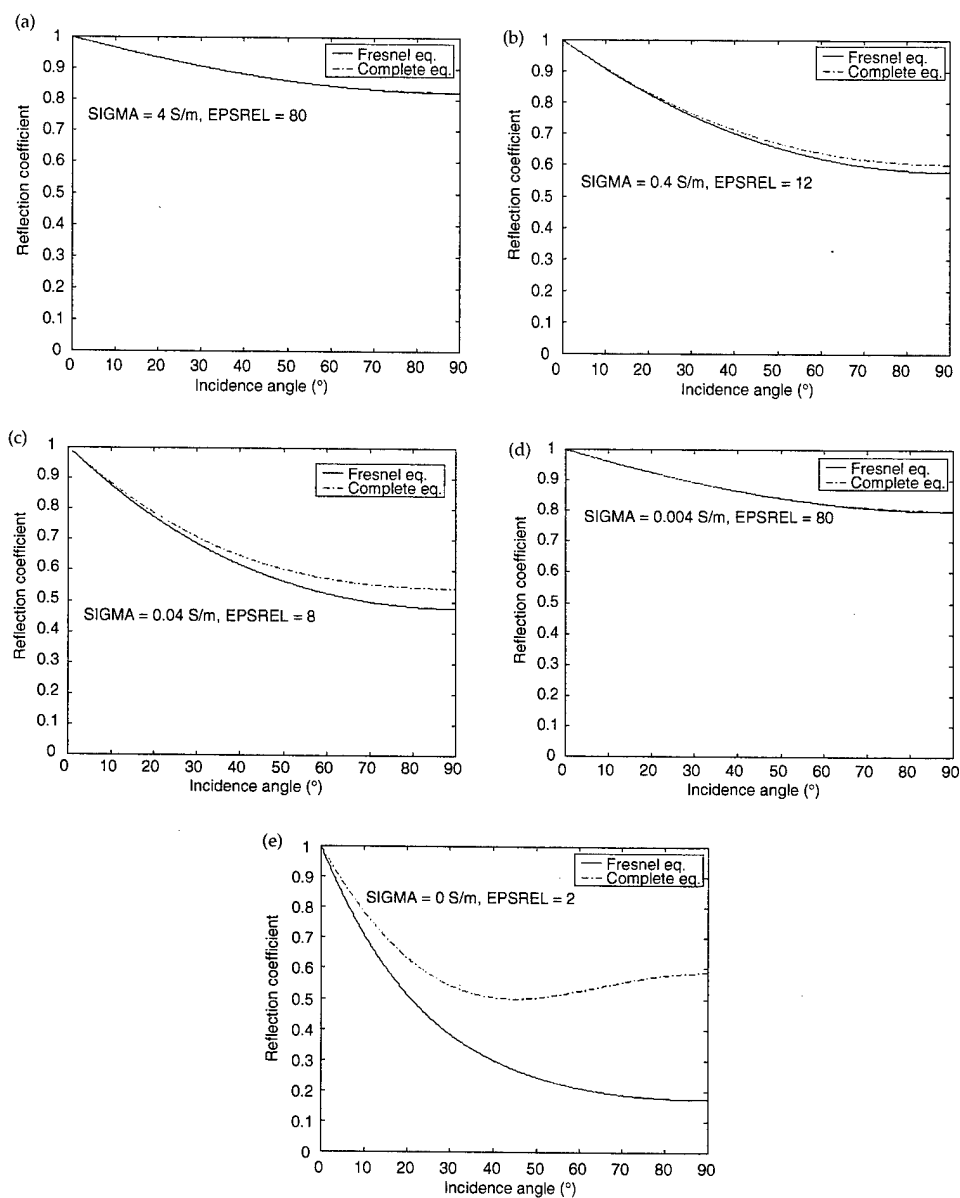 (a)
1
0.9
0.8
0.7
0.6
0.5
0.4
0.3
0.2
0.1
0
Reflection coefficient
Fresnel eq.
Complete eq.
SIGMA = 4 S/m, EPSREL = 80
0 10 20 30 40 50 60 70 80 90
Incidence angle (°)
(b)
1
0.9
0.8
0.7
0.6
0.5
0.4
0.3
0.2
0.1
0
Reflection coefficient
Fresnel eq.
Complete eq.
SIGMA = 0.4 S/m, EPSREL = 12
0 10 20 30 40 50 60 70 80 90
Incidence angle (°)
(c)
1
0.9
0.8
0.7
0.6
0.5
0.4
0.3
0.2
0.1
0
Reflection coefficient
Fresnel eq.
Complete eq.
SIGMA = 0.04 S/m, EPSREL = 8
0 10 20 30 40 50 60 70 80 90
Incidence angle (°)
(d)
1
0.9
0.8
0.7
0.6
0.5
0.4
0.3
0.2
0.1
0
Reflection coefficient
Fresnel eq.
Complete eq.
SIGMA = 0.004 S/m, EPSREL = 80
0 10 20 30 40 50 60 70 80 90
Incidence angle (°)
(e)
1
0.9
0.8
0.7
0.6
0.5
0.4
0.3
0.2
0.1
0
Reflection coefficient
Fresnel eq.
Complete eq.
SIGMA = 0 S/m, EPSREL = 2
0 10 20 30 40 50 60 70 80 90
Incidence angle (°)